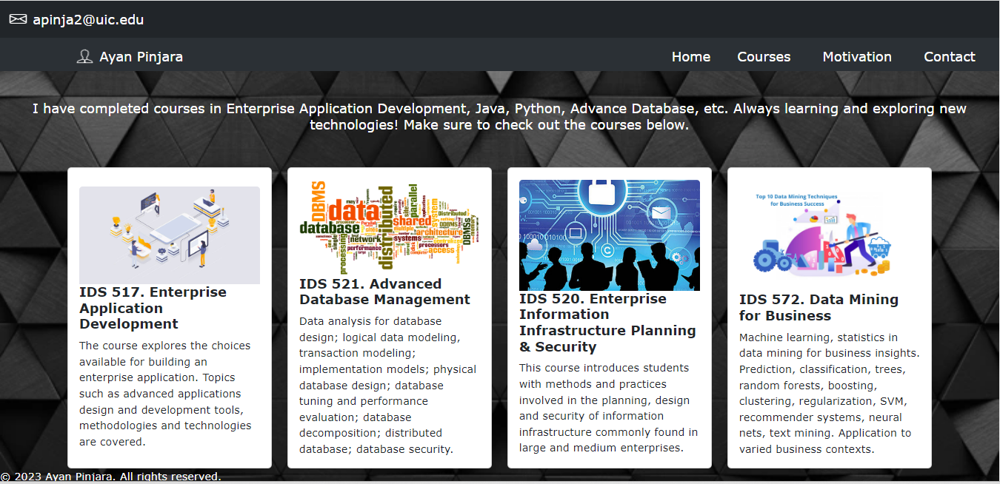 apinja2@uic.edu
Ayan Pinjara
Home
Courses
Motivation
Contact
I have completed courses in Enterprise Application Development, Java, Python, Advance Database, etc. Always learning and exploring new
technologies! Make sure to check out the courses below.
IDS 517. Enterprise
Application
Development
The course explores the choices
available for building an
enterprise application. Topics
such as advanced applications
design and development tools,
methodologies and technologies
are covered.
DBMS
data
database
distributed
parallel
shared
architecture
network
systems
processing
performance
processors
access
system
multiple
Distributed
DDBMS
IDS 521. Advanced
Database Management
Data analysis for database
design; logical data modeling,
transaction modeling;
implementation models; physical
database design; database
tuning and performance
evaluation; database
decomposition; distributed
database; database security.
IDS 520. Enterprise
Information
Infrastructure Planning
& Security
This course introduces students
with methods and practices
involved in the planning, design
and security of information
infrastructure commonly found in
large and medium enterprises.
Top 10 Data Mining Techniques
for Business Success
IDS 572. Data Mining
for Business
Machine learning, statistics in
data mining for business insights.
Prediction, classification, trees,
random forests, boosting,
clustering, regularization, SVM,
recommender systems, neural
nets, text mining. Application to
varied business contexts.
© 2023 Ayan Pinjara. All rights reserved.